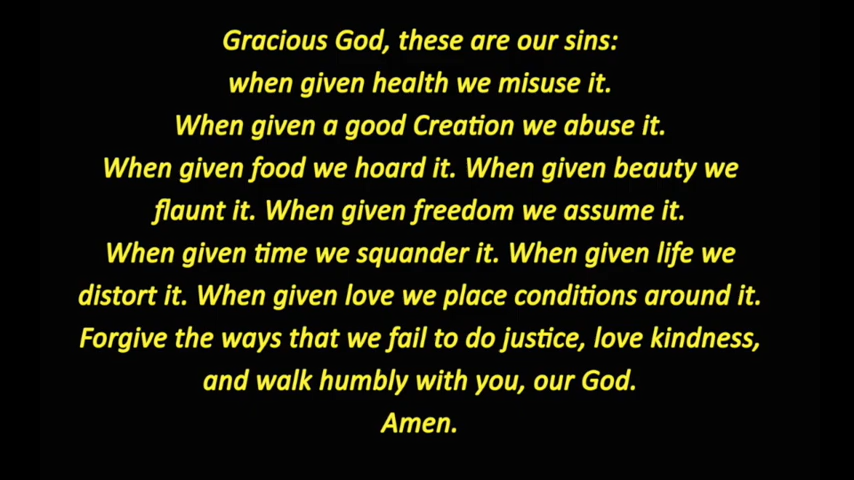 Gracious God, these are our sins:
when given health we misuse it.
When given a good Creation we abuse it.
When given food we hoard it. When given beauty we
flaunt it. When given freedom we assume it.
When given time we squander it. When given life we
distort it. When given love we place conditions around it.
Forgive the ways that we fail to do justice, love kindness,
and walk humbly with you, our God.
Amen.